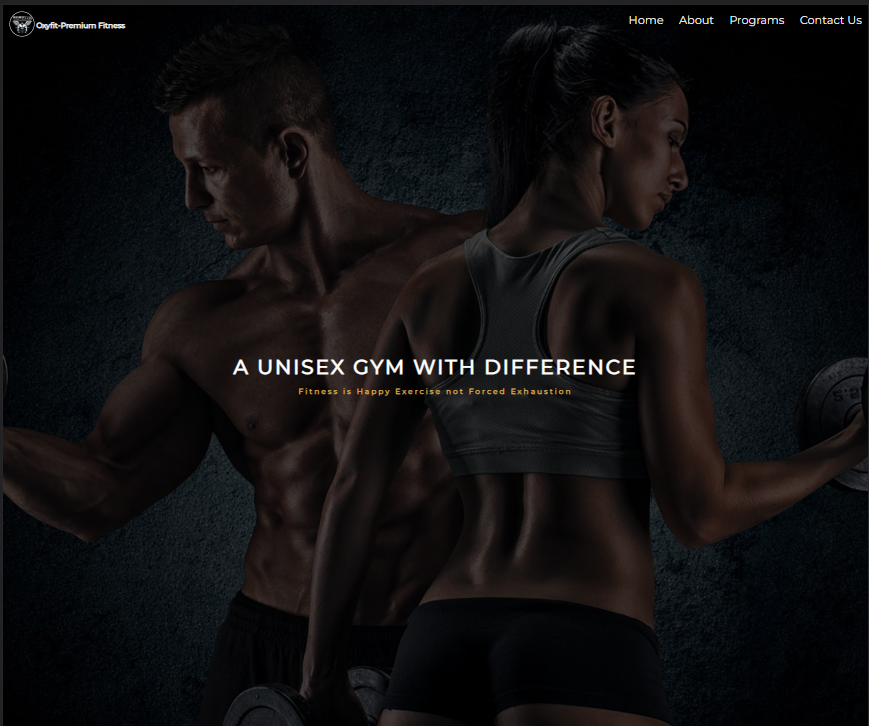 Oxyfit-Premium Fitness
Home About Programs Contact Us
A UNISEX GYM WITH DIFFERENCE
Fitness is Happy Exercise not Forced Exhaustion